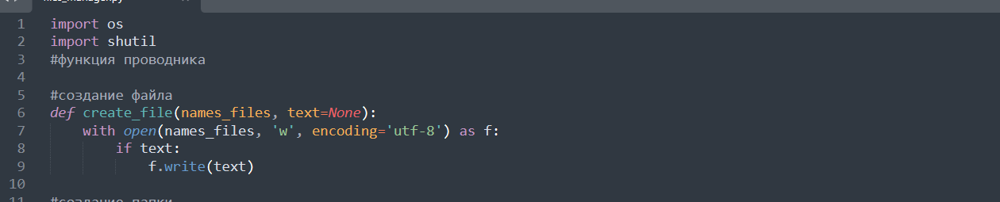 1 import os
2 import shutil
3 #функция проводника
4
5 #создание файла
6 def create_file(names_files, text=None):
7 with open(names_files, 'w', encoding='utf-8') as f:
8 if text:
9 f.write(text)
10
11 #создание папки